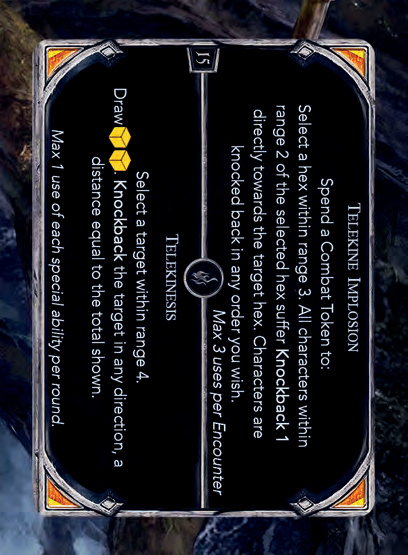 TELEKINE IMPLOSION
Spend a Combat Token to:
Select a hex within range 3. All characters within
range 2 of the selected hex suffer Knockback 1
directly towards the target hex. Characters are
knocked back in any order you wish.
Max 3 uses per Encounter
15
TELEKINESIS
Select a target within range 4.
Draw Knockback the target in any direction, a
distance equal to the total shown.
Max 1 use of each special ability per round.